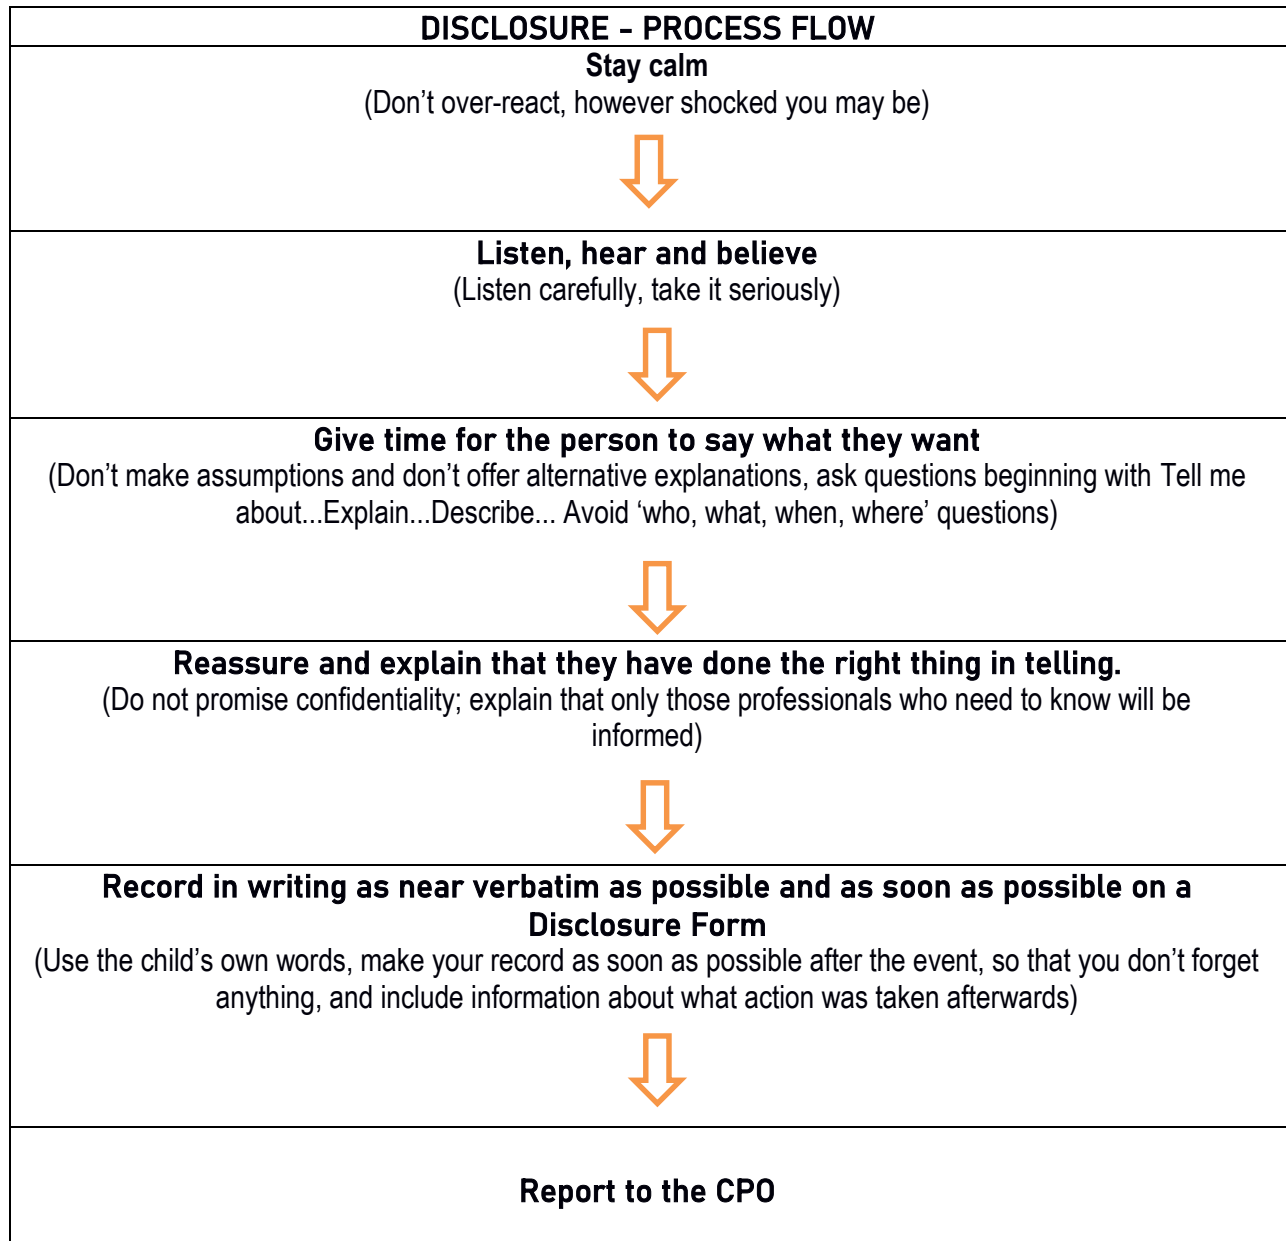 DISCLOSURE – PROCESS FLOW
Stay calm
(Don’t over-react, however shocked you may be)
Listen, hear and believe
(Listen carefully, take it seriously)
Give time for the person to say what they want
(Don’t make assumptions and don’t offer alternative explanations, ask questions beginning with Tell me
about...Explain...Describe... Avoid ‘who, what, when, where’ questions)
Reassure and explain that they have done the right thing in telling.
(Do not promise confidentiality; explain that only those professionals who need to know will be
informed)
Record in writing as near verbatim as possible and as soon as possible on a
Disclosure Form
(Use the child’s own words, make your record as soon as possible after the event, so that you don’t forget
anything, and include information about what action was taken afterwards)
Report to the CPO